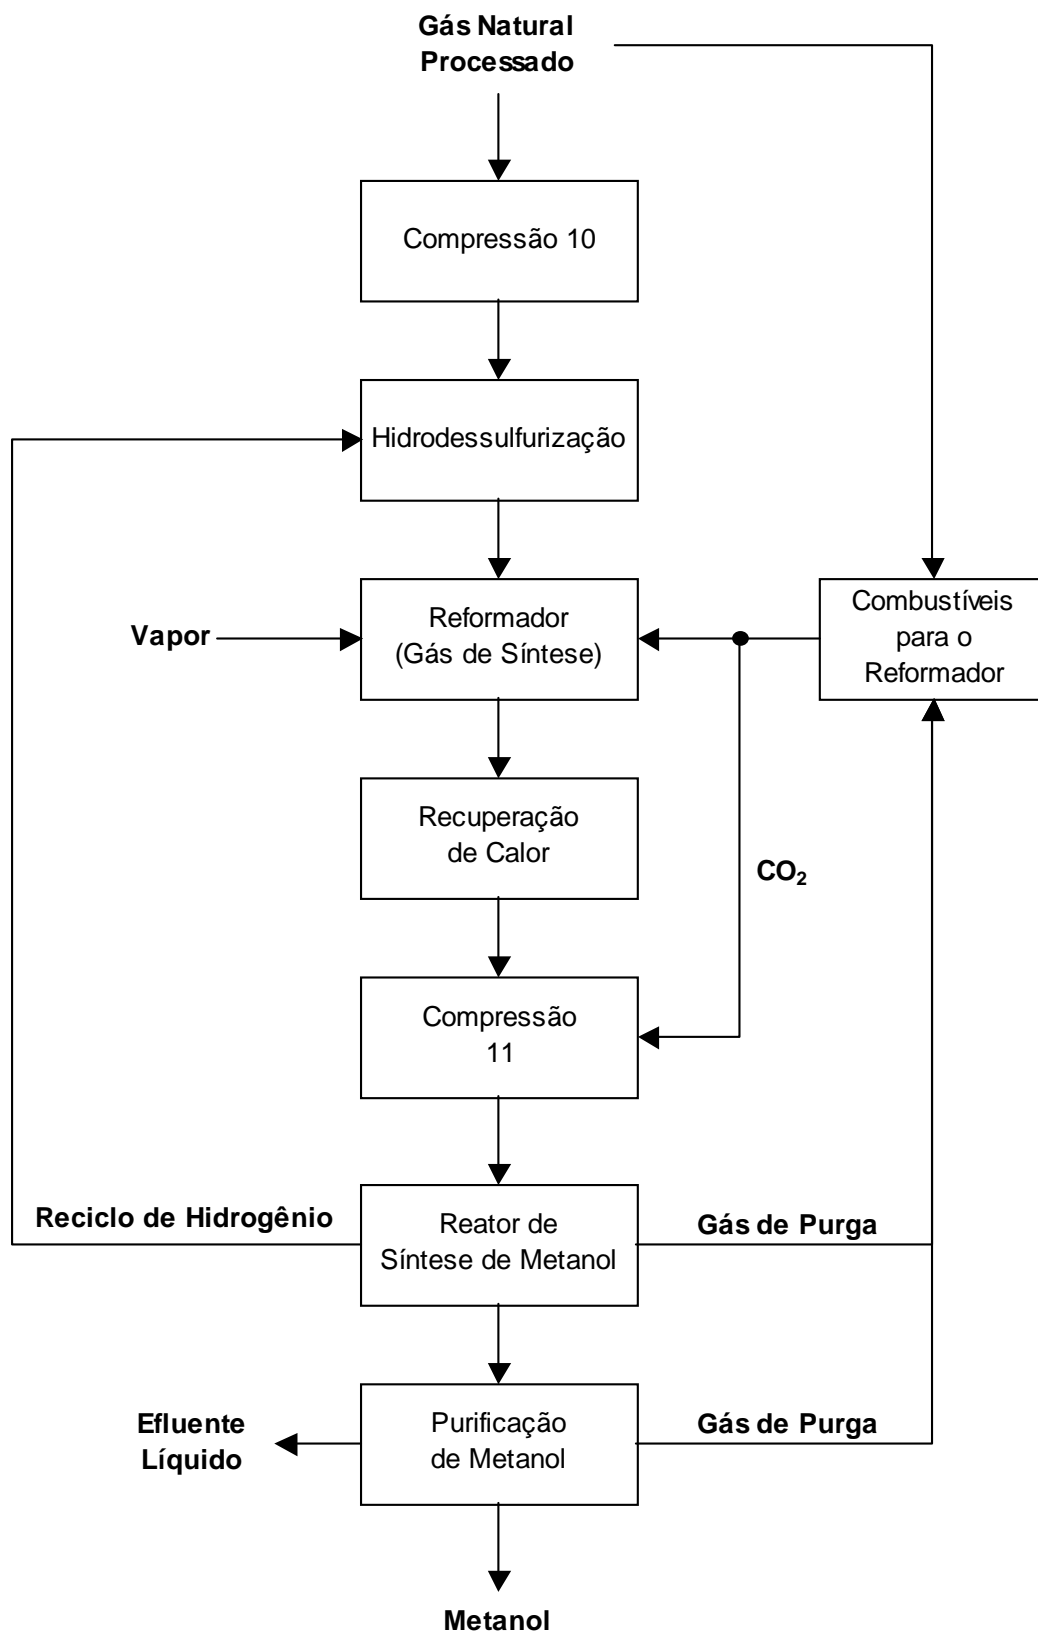 Gás Natural
Processado
Compressão 10
Hidrodessulfurização
Vapor
Reformador
(Gás de Síntese)
Combustíveis
para o
Reformador
Recuperação
de Calor
CO₂
Compressão
11
Reciclo de Hidrogênio
Reator de
Síntese de Metanol
Gás de Purga
Efluente
Líquido
Purificação
de Metanol
Gás de Purga
Metanol